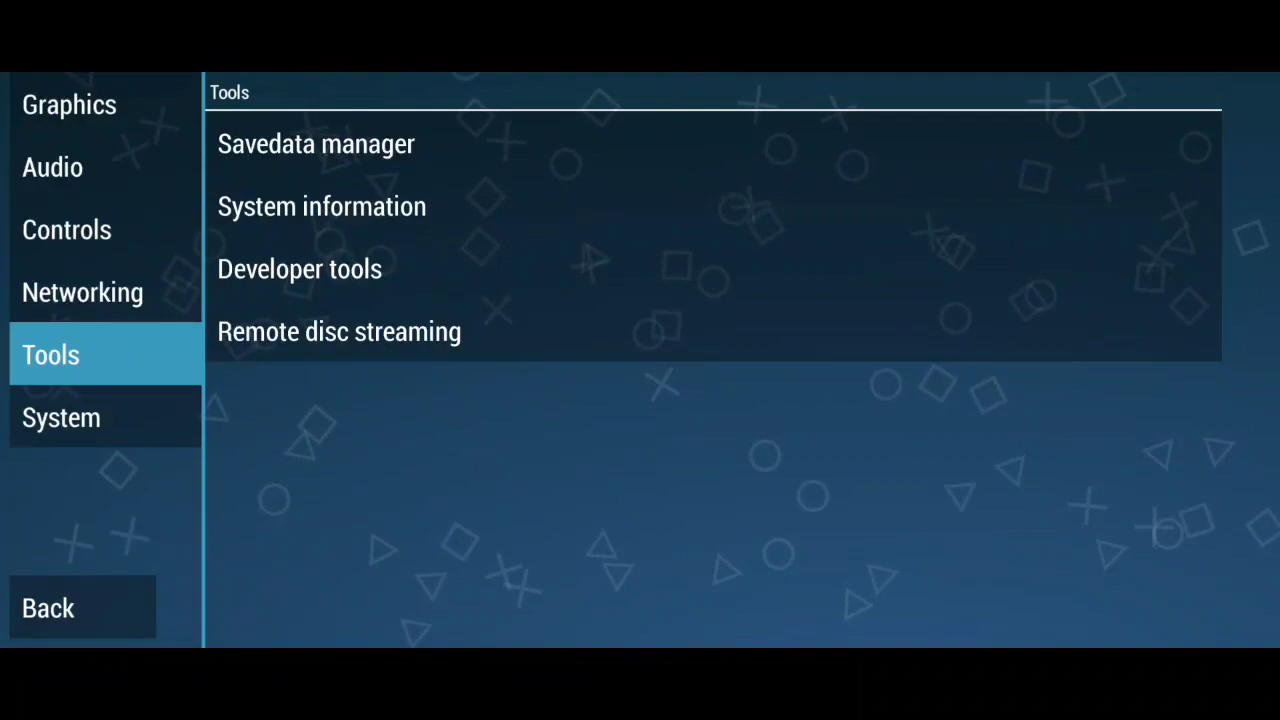 Graphics
Audio
Controls
Networking
Tools
System
Back
Tools
Savedata manager
System information
Developer tools
Remote disc streaming